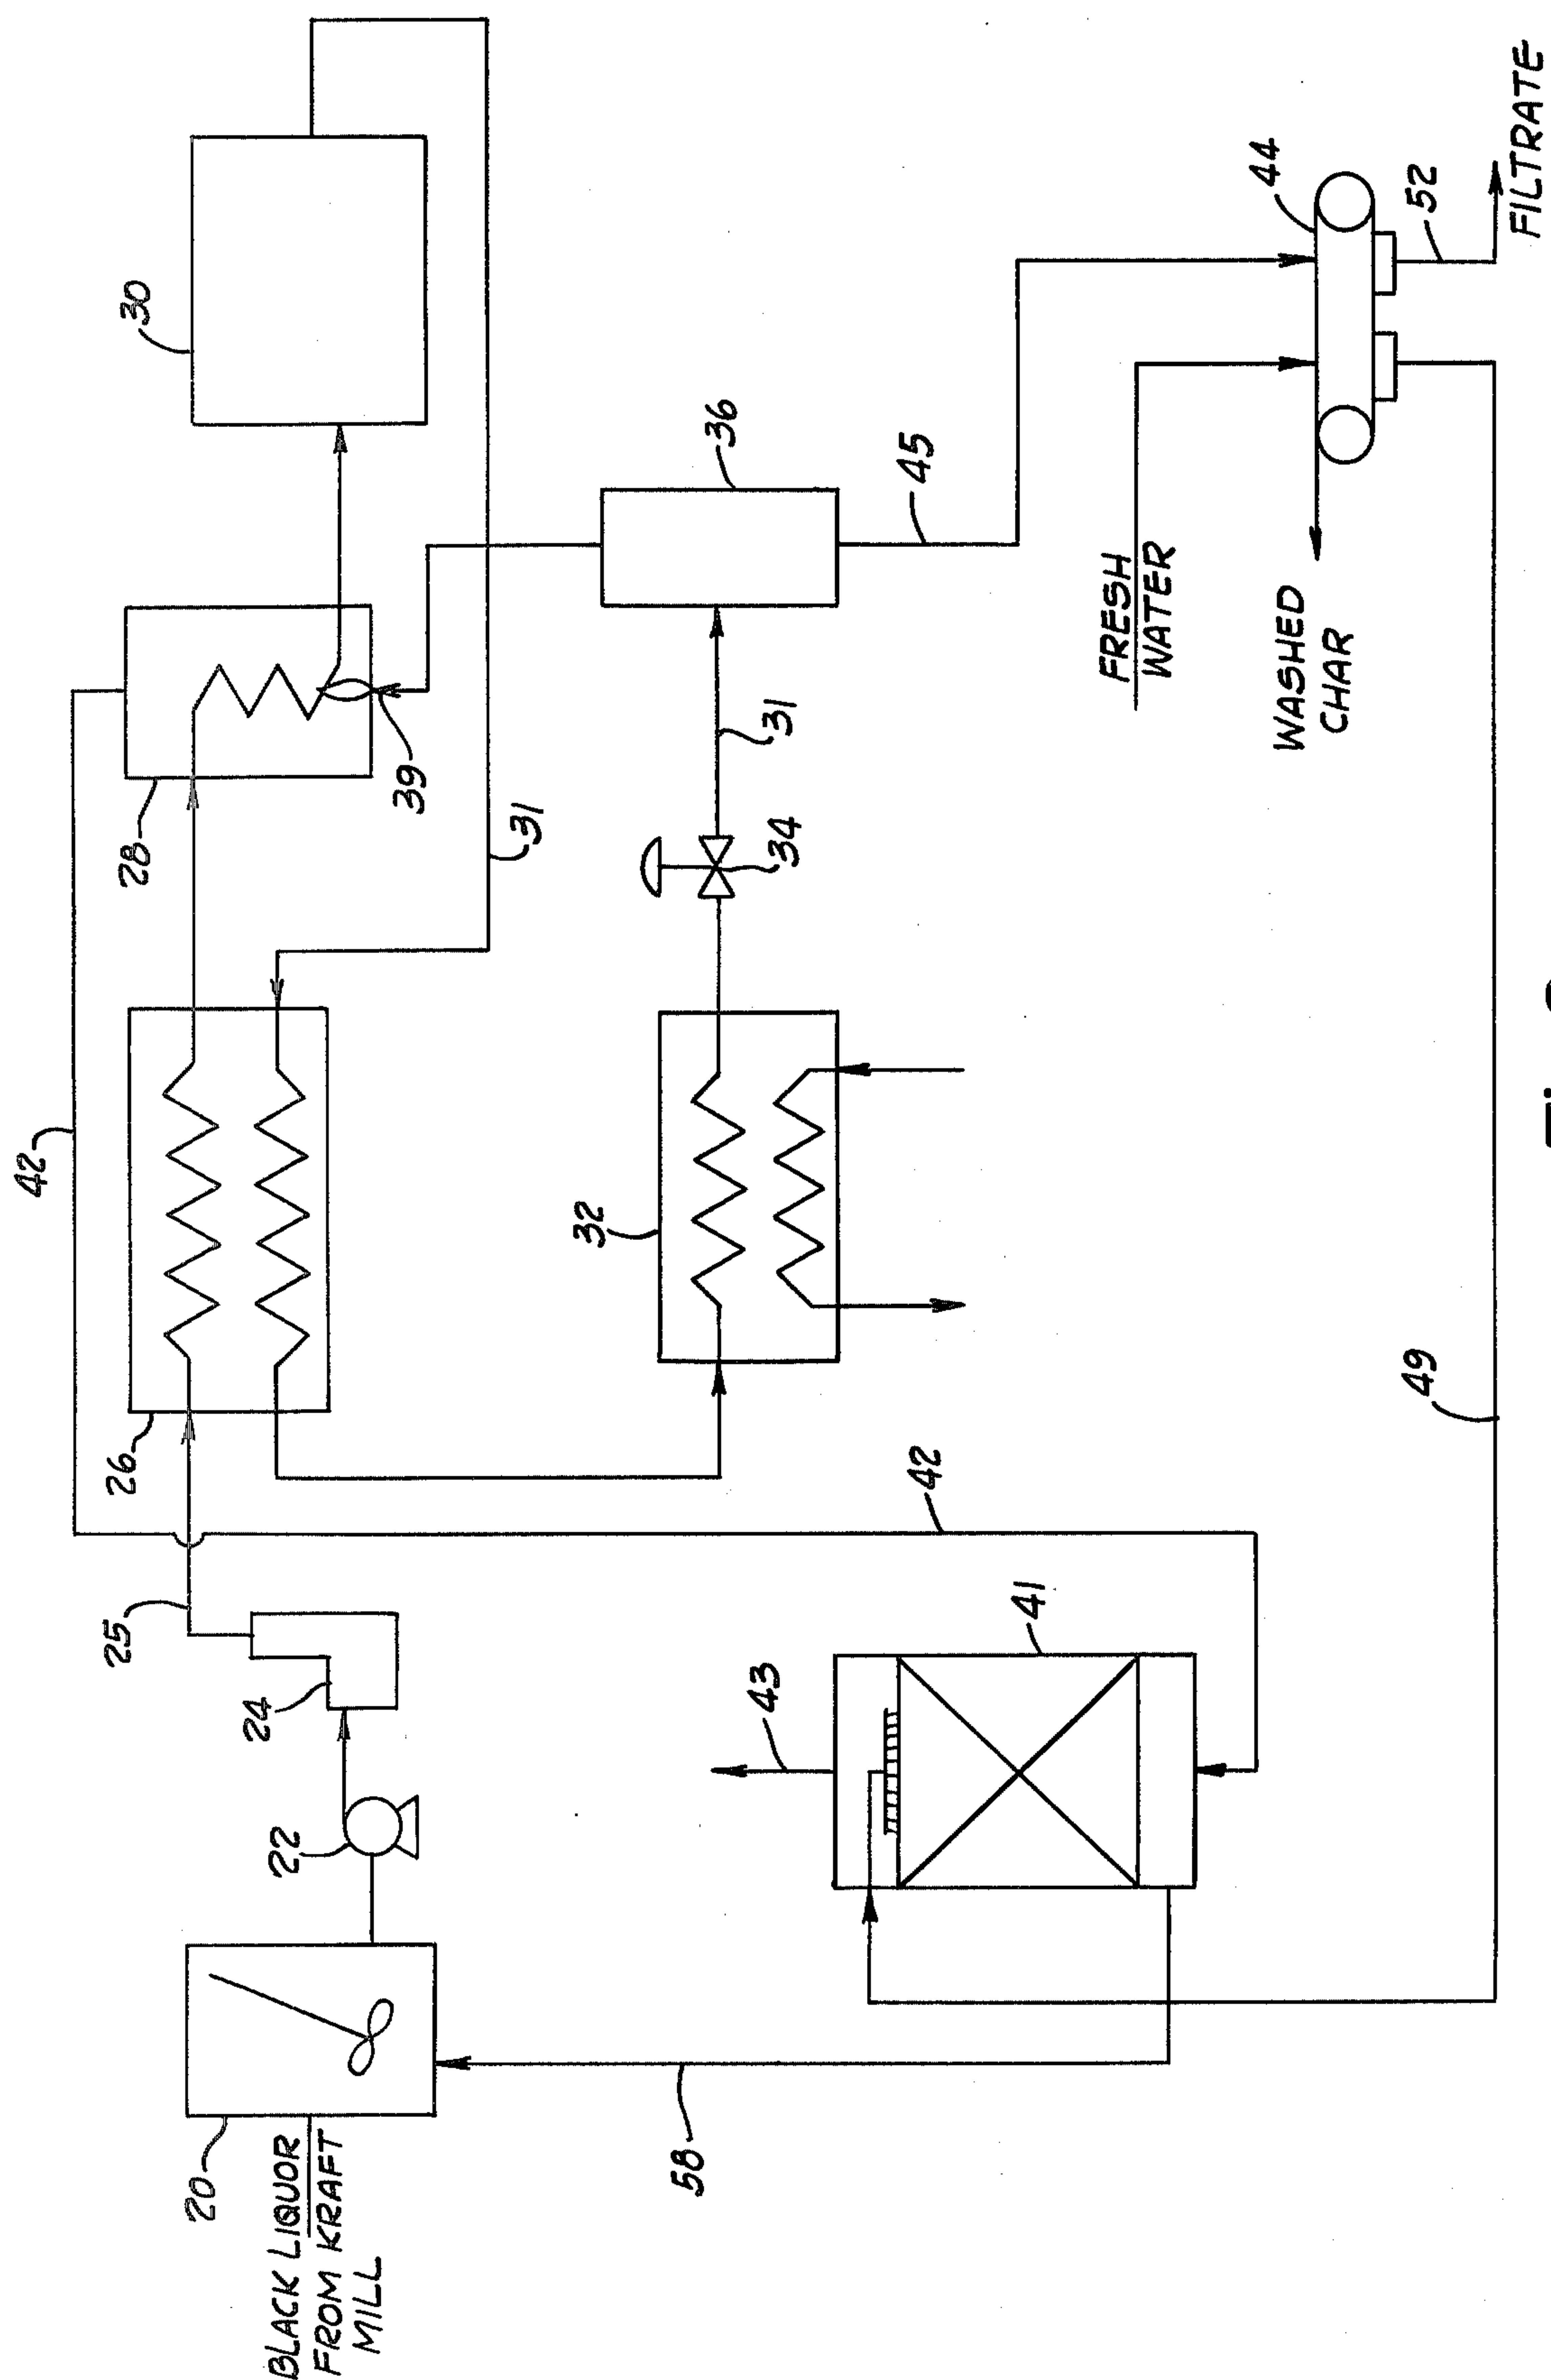 42
25
26
28
30
20
24
22
BLACK LIQUOR
FROM KRAFT
MILL
39
31
32
58
36
43
31
34
45
42
41
FRESH
WATER
44
WASHED
CHAR
49
52
FILTRATE